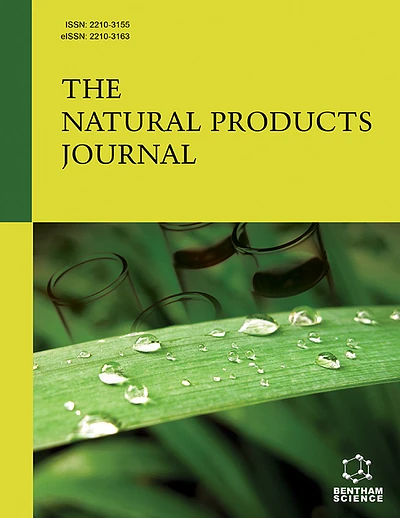 ISSN: 2210-3155
eISSN: 2210-3163
THE
NATURAL PRODUCTS
JOURNAL
BENTHAM
SCIENCE